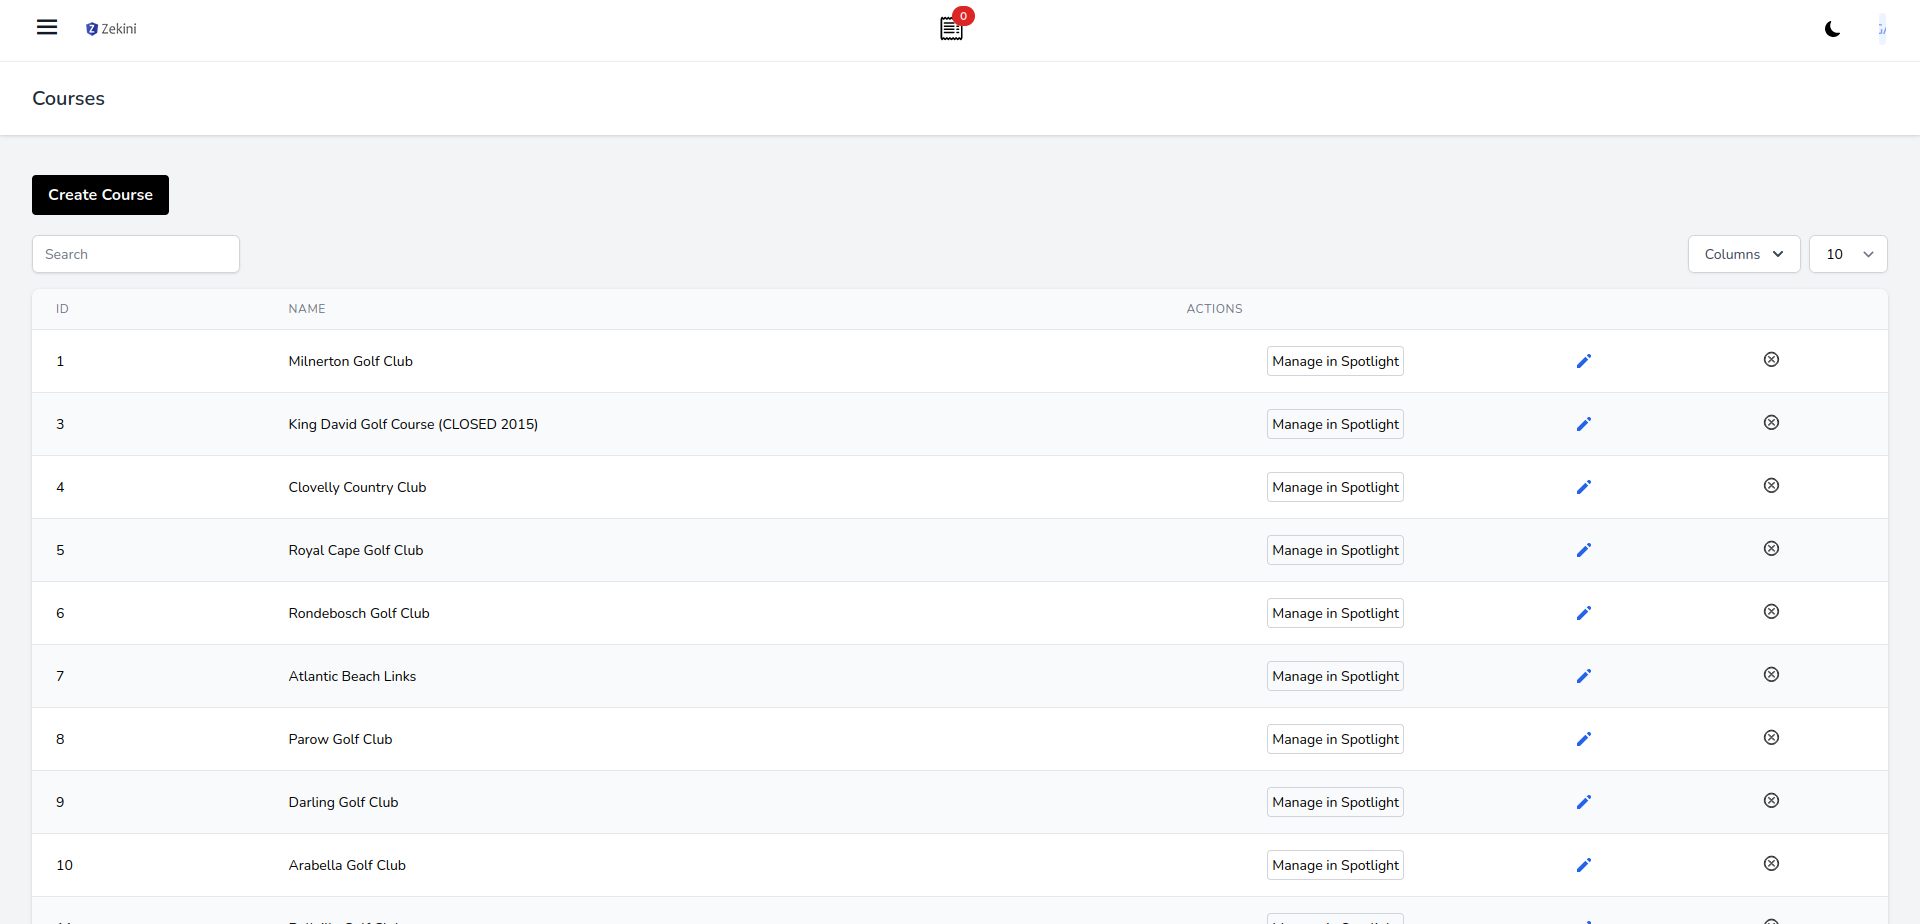 Zekini
0
Courses
Create Course
Search
Columns
10
ID NAME ACTIONS
1 Milnerton Golf Club Manage in Spotlight
3 King David Golf Course (CLOSED 2015) Manage in Spotlight
4 Clovelly Country Club Manage in Spotlight
5 Royal Cape Golf Club Manage in Spotlight
6 Rondebosch Golf Club Manage in Spotlight
7 Atlantic Beach Links Manage in Spotlight
8 Parow Golf Club Manage in Spotlight
9 Darling Golf Club Manage in Spotlight
10 Arabella Golf Club Manage in Spotlight